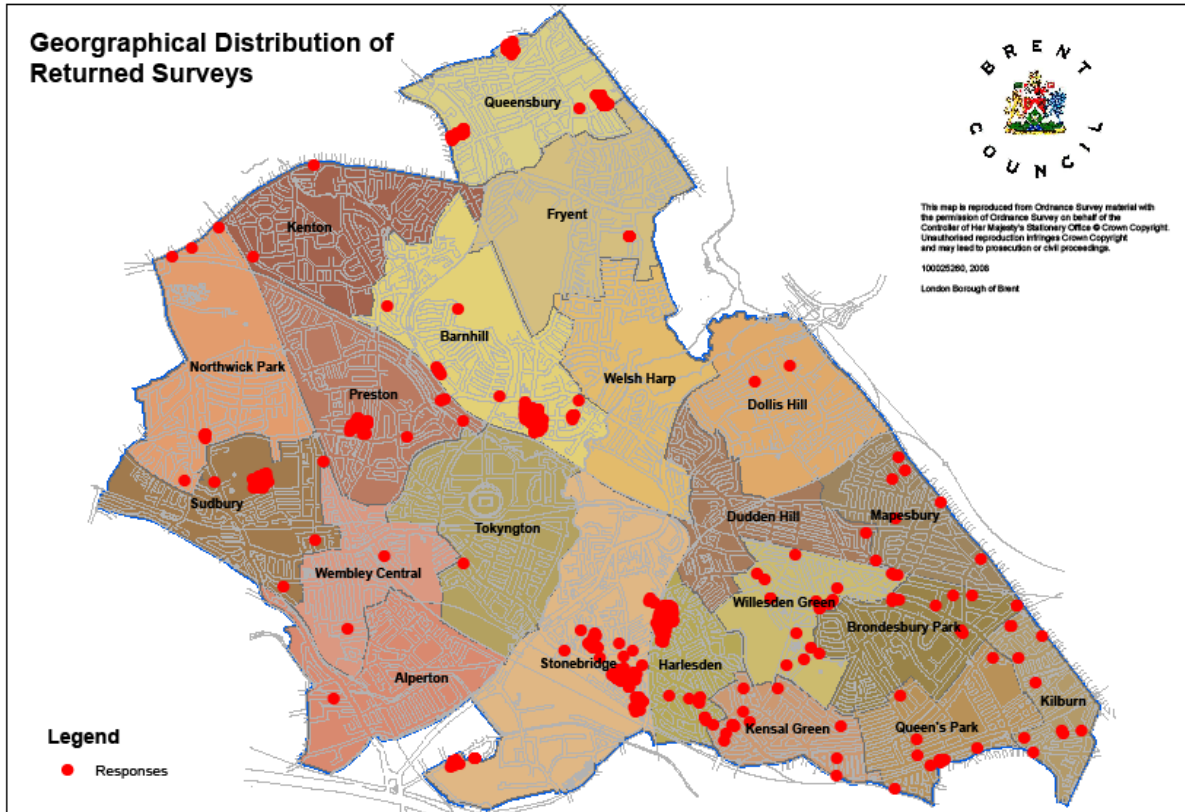 Georgraphical Distribution of
Returned Surveys
BRENT
COUNCIL
This map is reproduced from Ordnance Survey material with
the permission of Ordnance Survey on behalf of the
Controller of Her Majesty's Stationery Office © Crown Copyright.
Unauthorised reproduction infringes Crown Copyright
and may lead to prosecution or civil proceedings.
100025260, 2008
London Borough of Brent
Queensbury
Fryent
Kenton
Barnhill
Northwick Park
Preston
Welsh Harp
Dollis Hill
Sudbury
Tokyngton
Dudden Hill
Mapesbury
Wembley Central
Willesden Green
Brondesbury Park
Stonebridge
Harlesden
Alperton
Kilburn
Kensal Green
Queen's Park
Legend
Responses